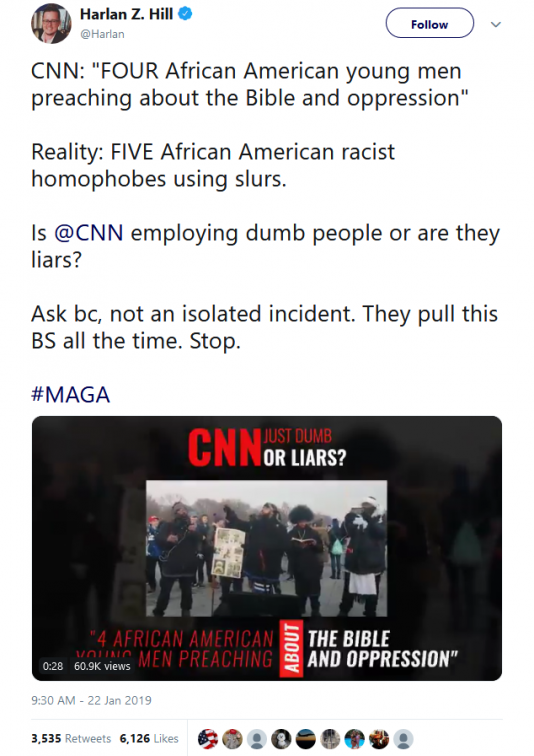 Harlan Z. Hill
@Harlan
Follow
CNN: "FOUR African American young men
preaching about the Bible and oppression"
Reality: FIVE African American racist
homophobes using slurs.
Is @CNN employing dumb people or are they
liars?
Ask bc, not an isolated incident. They pull this
BS all the time. Stop.
#MAGA
CNN JUST DUMB
OR LIARS?
"4 AFRICAN AMERICAN
YOUNG MEN PREACHING
ABOUT
THE BIBLE
AND OPPRESSION"
0:28 60.9K views
9:30 AM - 22 Jan 2019
3,535 Retweets 6,126 Likes